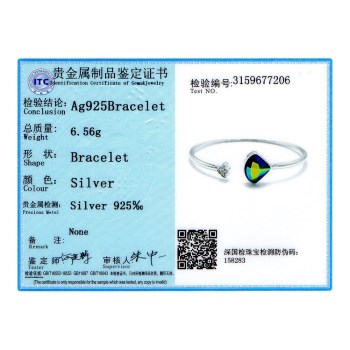 ITC
贵金属制品鉴定证书
Identification Certificate of Gem&Jewelry
检验编号: 3159677206
TEST NO.
检验结论: Ag925Bracelet
Conclusion
总质量: 6.56g
Weight
形状: Bracelet
Shape
颜色: Silver
Colour
贵金属检测: Silver 925‰
Precious Metal
备注: None
Remark:
鉴定师
审核人
Supervisor
深国检珠宝检测防伪码:
158283